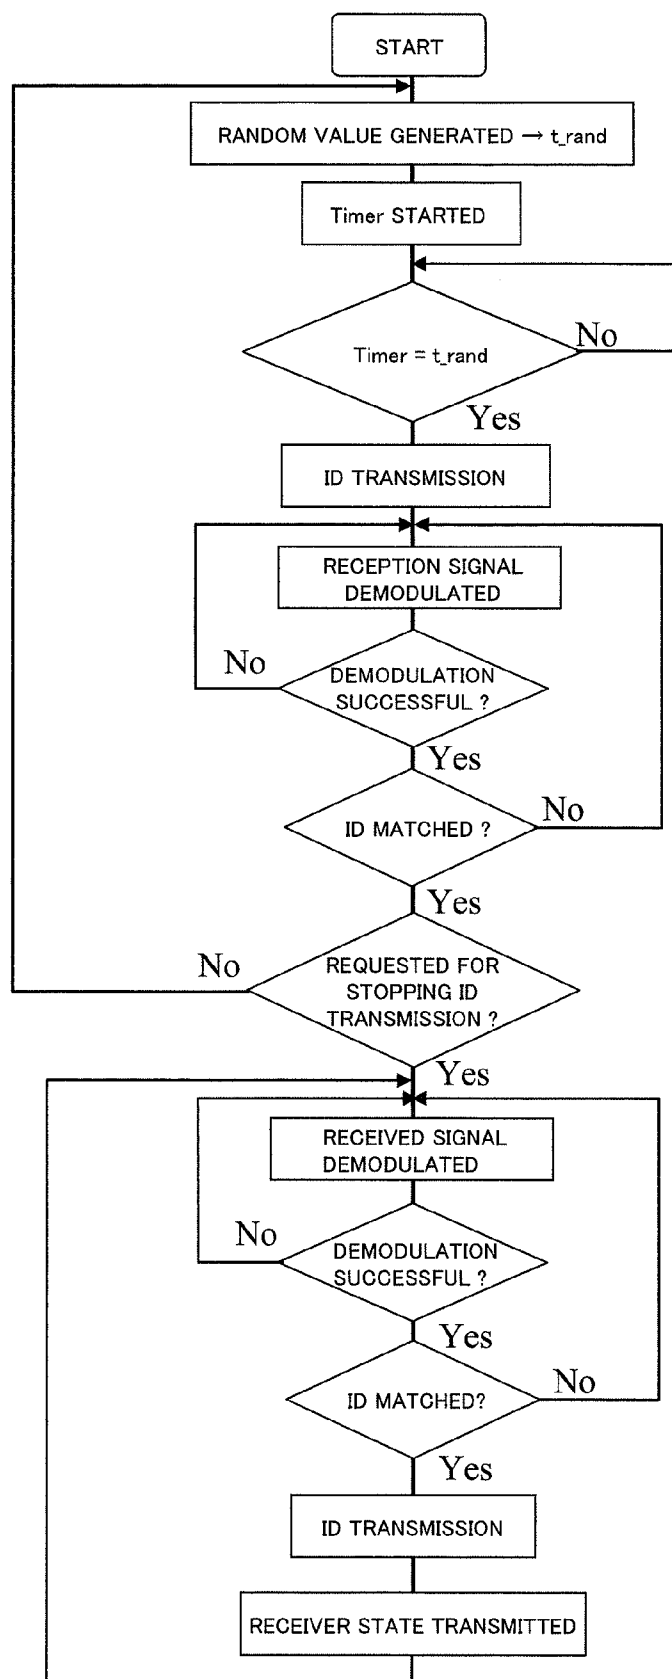 START
RANDOM VALUE GENERATED → t_rand
Timer STARTED
Timer = t_rand
No
Yes
ID TRANSMISSION
RECEPTION SIGNAL
DEMODULATED
No
DEMODULATION
SUCCESSFUL ?
Yes
ID MATCHED ?
No
Yes
No
REQUESTED FOR
STOPPING ID
TRANSMISSION ?
Yes
RECEIVED SIGNAL
DEMODULATED
No
DEMODULATION
SUCCESSFUL ?
Yes
ID MATCHED?
No
Yes
ID TRANSMISSION
RECEIVER STATE TRANSMITTED